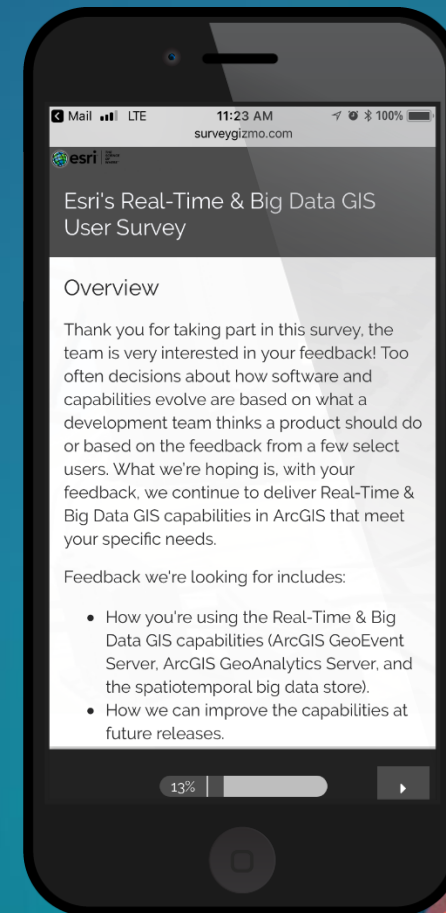 Mail LTE 11:23 AM 100%
surveygizmo.com
esri
Esri's Real-Time & Big Data GIS
User Survey
Overview
Thank you for taking part in this survey, the
team is very interested in your feedback! Too
often decisions about how software and
capabilities evolve are based on what a
development team thinks a product should do
or based on the feedback from a few select
users. What we're hoping is, with your
feedback, we continue to deliver Real-Time &
Big Data GIS capabilities in ArcGIS that meet
your specific needs.
Feedback we're looking for includes:
• How you're using the Real-Time & Big
Data GIS capabilities (ArcGIS GeoEvent
Server, ArcGIS GeoAnalytics Server, and
the spatiotemporal big data store).
• How we can improve the capabilities at
future releases.
13%